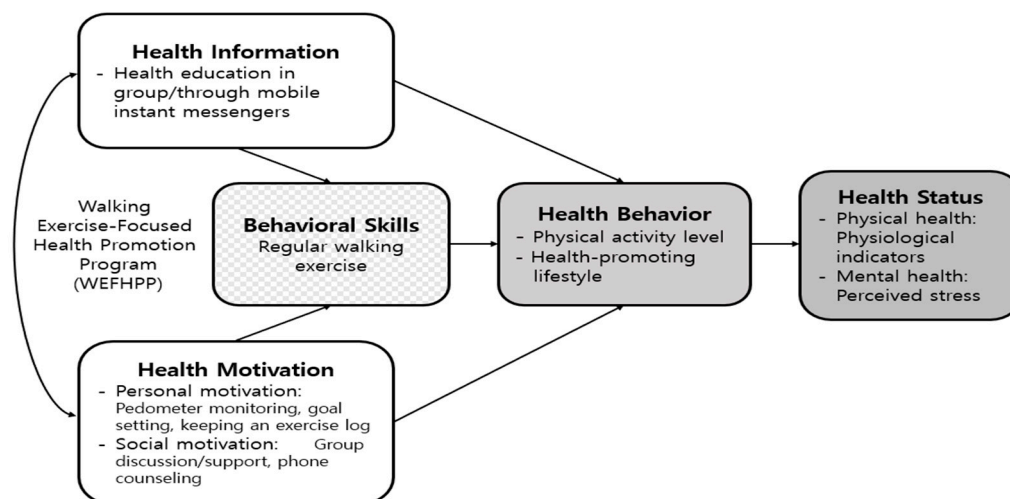 Health Information
- Health education in
group/through mobile
instant messengers
Walking
Exercise-Focused
Health Promotion
Program
(WEFHPP)
Behavioral Skills
Regular walking
exercise
Health Behavior
- Physical activity level
- Health-promoting
lifestyle
Health Status
- Physical health:
Physiological
indicators
- Mental health:
Perceived stress
Health Motivation
- Personal motivation:
Pedometer monitoring, goal
setting, keeping an exercise log
- Social motivation: Group
discussion/support, phone
counseling